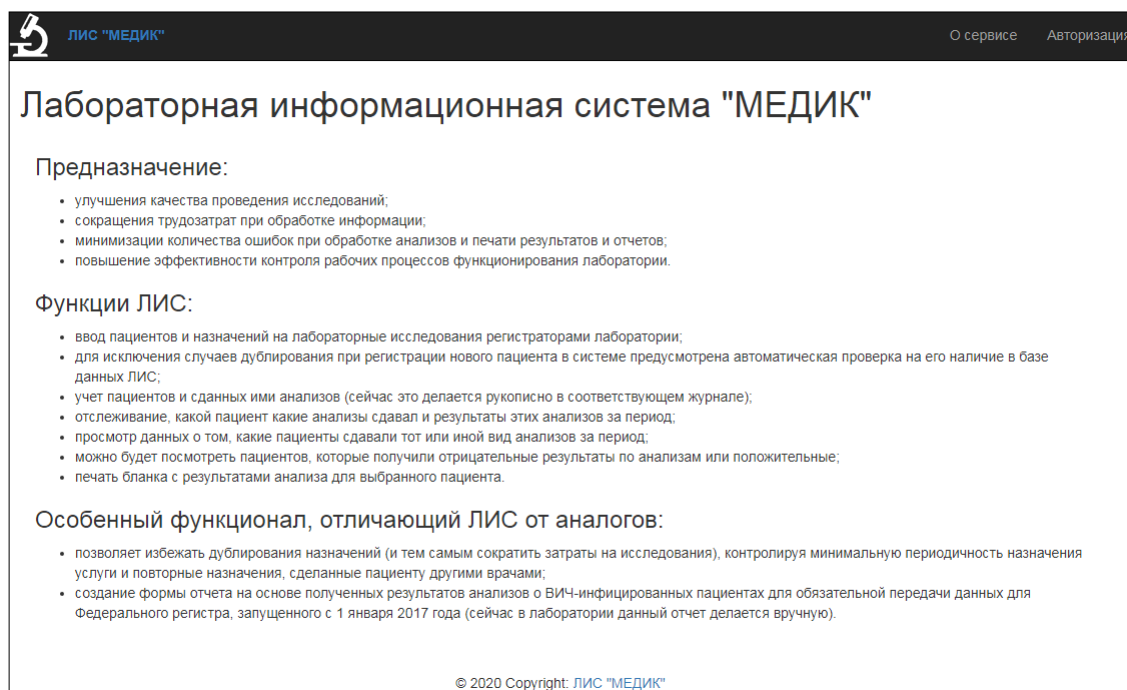 ЛИС "МЕДИК"
О сервисе
Авторизация
Лабораторная информационная система "МЕДИК"
Предназначение:
• улучшения качества проведения исследований;
• сокращения трудозатрат при обработке информации;
• минимизации количества ошибок при обработке анализов и печати результатов и отчетов;
• повышение эффективности контроля рабочих процессов функционирования лаборатории.
Функции ЛИС:
• ввод пациентов и назначений на лабораторные исследования регистраторами лаборатории;
• для исключения случаев дублирования при регистрации нового пациента в системе предусмотрена автоматическая проверка на его наличие в базе
данных ЛИС;
• учет пациентов и сданных ими анализов (сейчас это делается рукописно в соответствующем журнале);
• отслеживание, какой пациент какие анализы сдавал и результаты этих анализов за период;
• просмотр данных о том, какие пациенты сдавали тот или иной вид анализов за период;
• можно будет посмотреть пациентов, которые получили отрицательные результаты по анализам или положительные;
• печать бланка с результатами анализа для выбранного пациента.
Особенный функционал, отличающий ЛИС от аналогов:
• позволяет избежать дублирования назначений (и тем самым сократить затраты на исследования), контролируя минимальную периодичность назначения
услуги и повторные назначения, сделанные пациенту другими врачами;
• создание формы отчета на основе полученных результатов анализов о ВИЧ-инфицированных пациентах для обязательной передачи данных для
Федерального регистра, запущенного с 1 января 2017 года (сейчас в лаборатории данный отчет делается вручную).
© 2020 Copyright: ЛИС "МЕДИК"